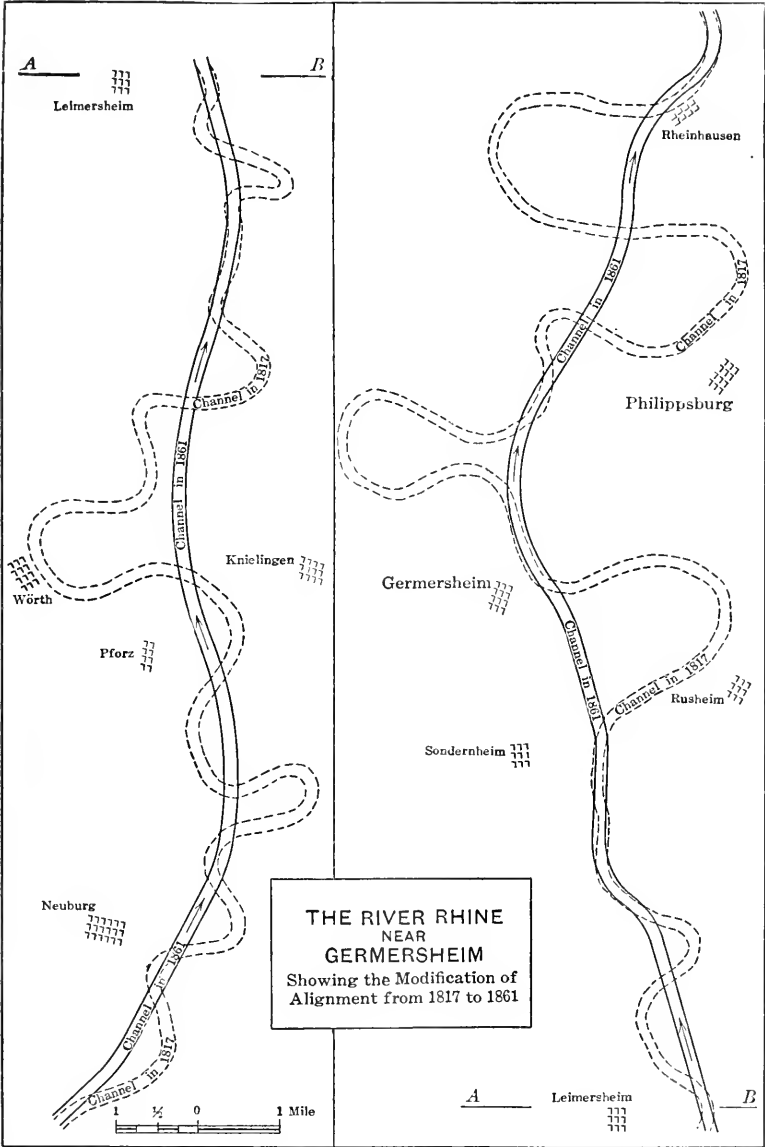 A B
Leimersheim
Channel in 1817
Channel in 1861
Knielingen
Wörth
Pforz
Neuburg
Channel in 1861
Channel in 1817
1 ½ 0 1 Mile
Rheinhausen
Channel in 1861
Channel in 1817
Philippsburg
Germersheim
Channel in 1861
Channel in 1817
Rusheim
Sondernheim
THE RIVER RHINE
NEAR
GERMERSHEIM
Showing the Modification of
Alignment from 1817 to 1861
A Leimersheim B